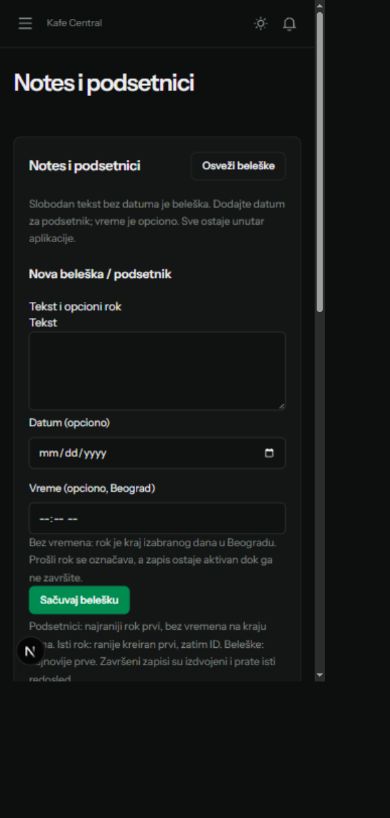 Kafe Central
Notes i podsetnici
Notes i podsetnici
Osveži beleške
Slobodan tekst bez datuma je beleška. Dodajte datum
za podsetnik; vreme je opciono. Sve ostaje unutar
aplikacije.
Nova beleška / podsetnik
Tekst i opcioni rok
Tekst
Datum (opciono)
mm/dd/yyyy
Vreme (opciono, Beograd)
--:-- --
Bez vremena: rok je kraj izabranog dana u Beogradu.
Prošli rok se označava, a zapis ostaje aktivan dok ga
ne završite.
Sačuvaj belešku
Podsetnici: najraniji rok prvi, bez vremena na kraju
Isti rok: ranije kreiran prvi, zatim ID. Beleške:
prve. Završeni zapisi su izdvojeni i prate isti
redosled.
N